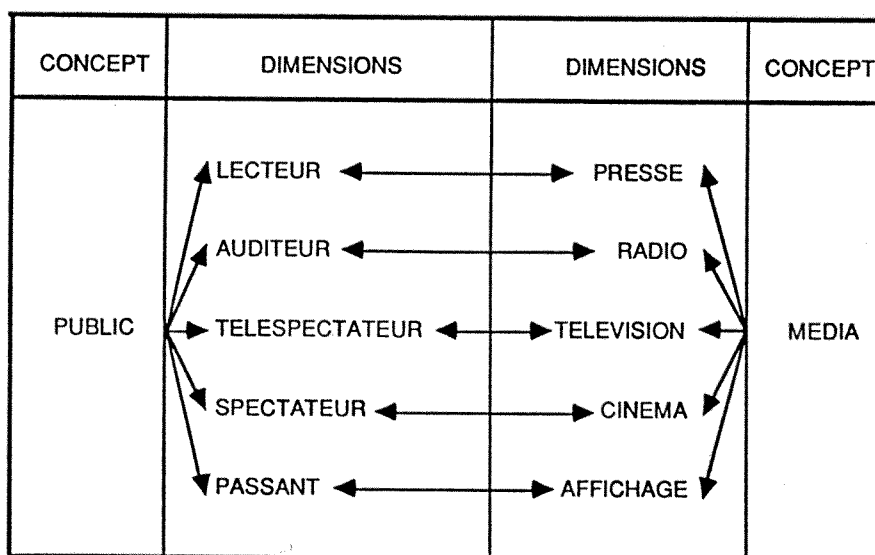 CONCEPT DIMENSIONS DIMENSIONS CONCEPT
LECTEUR PRESSE
AUDITEUR RADIO
PUBLIC TELESPECTATEUR TELEVISION MEDIA
SPECTATEUR CINEMA
PASSANT AFFICHAGE